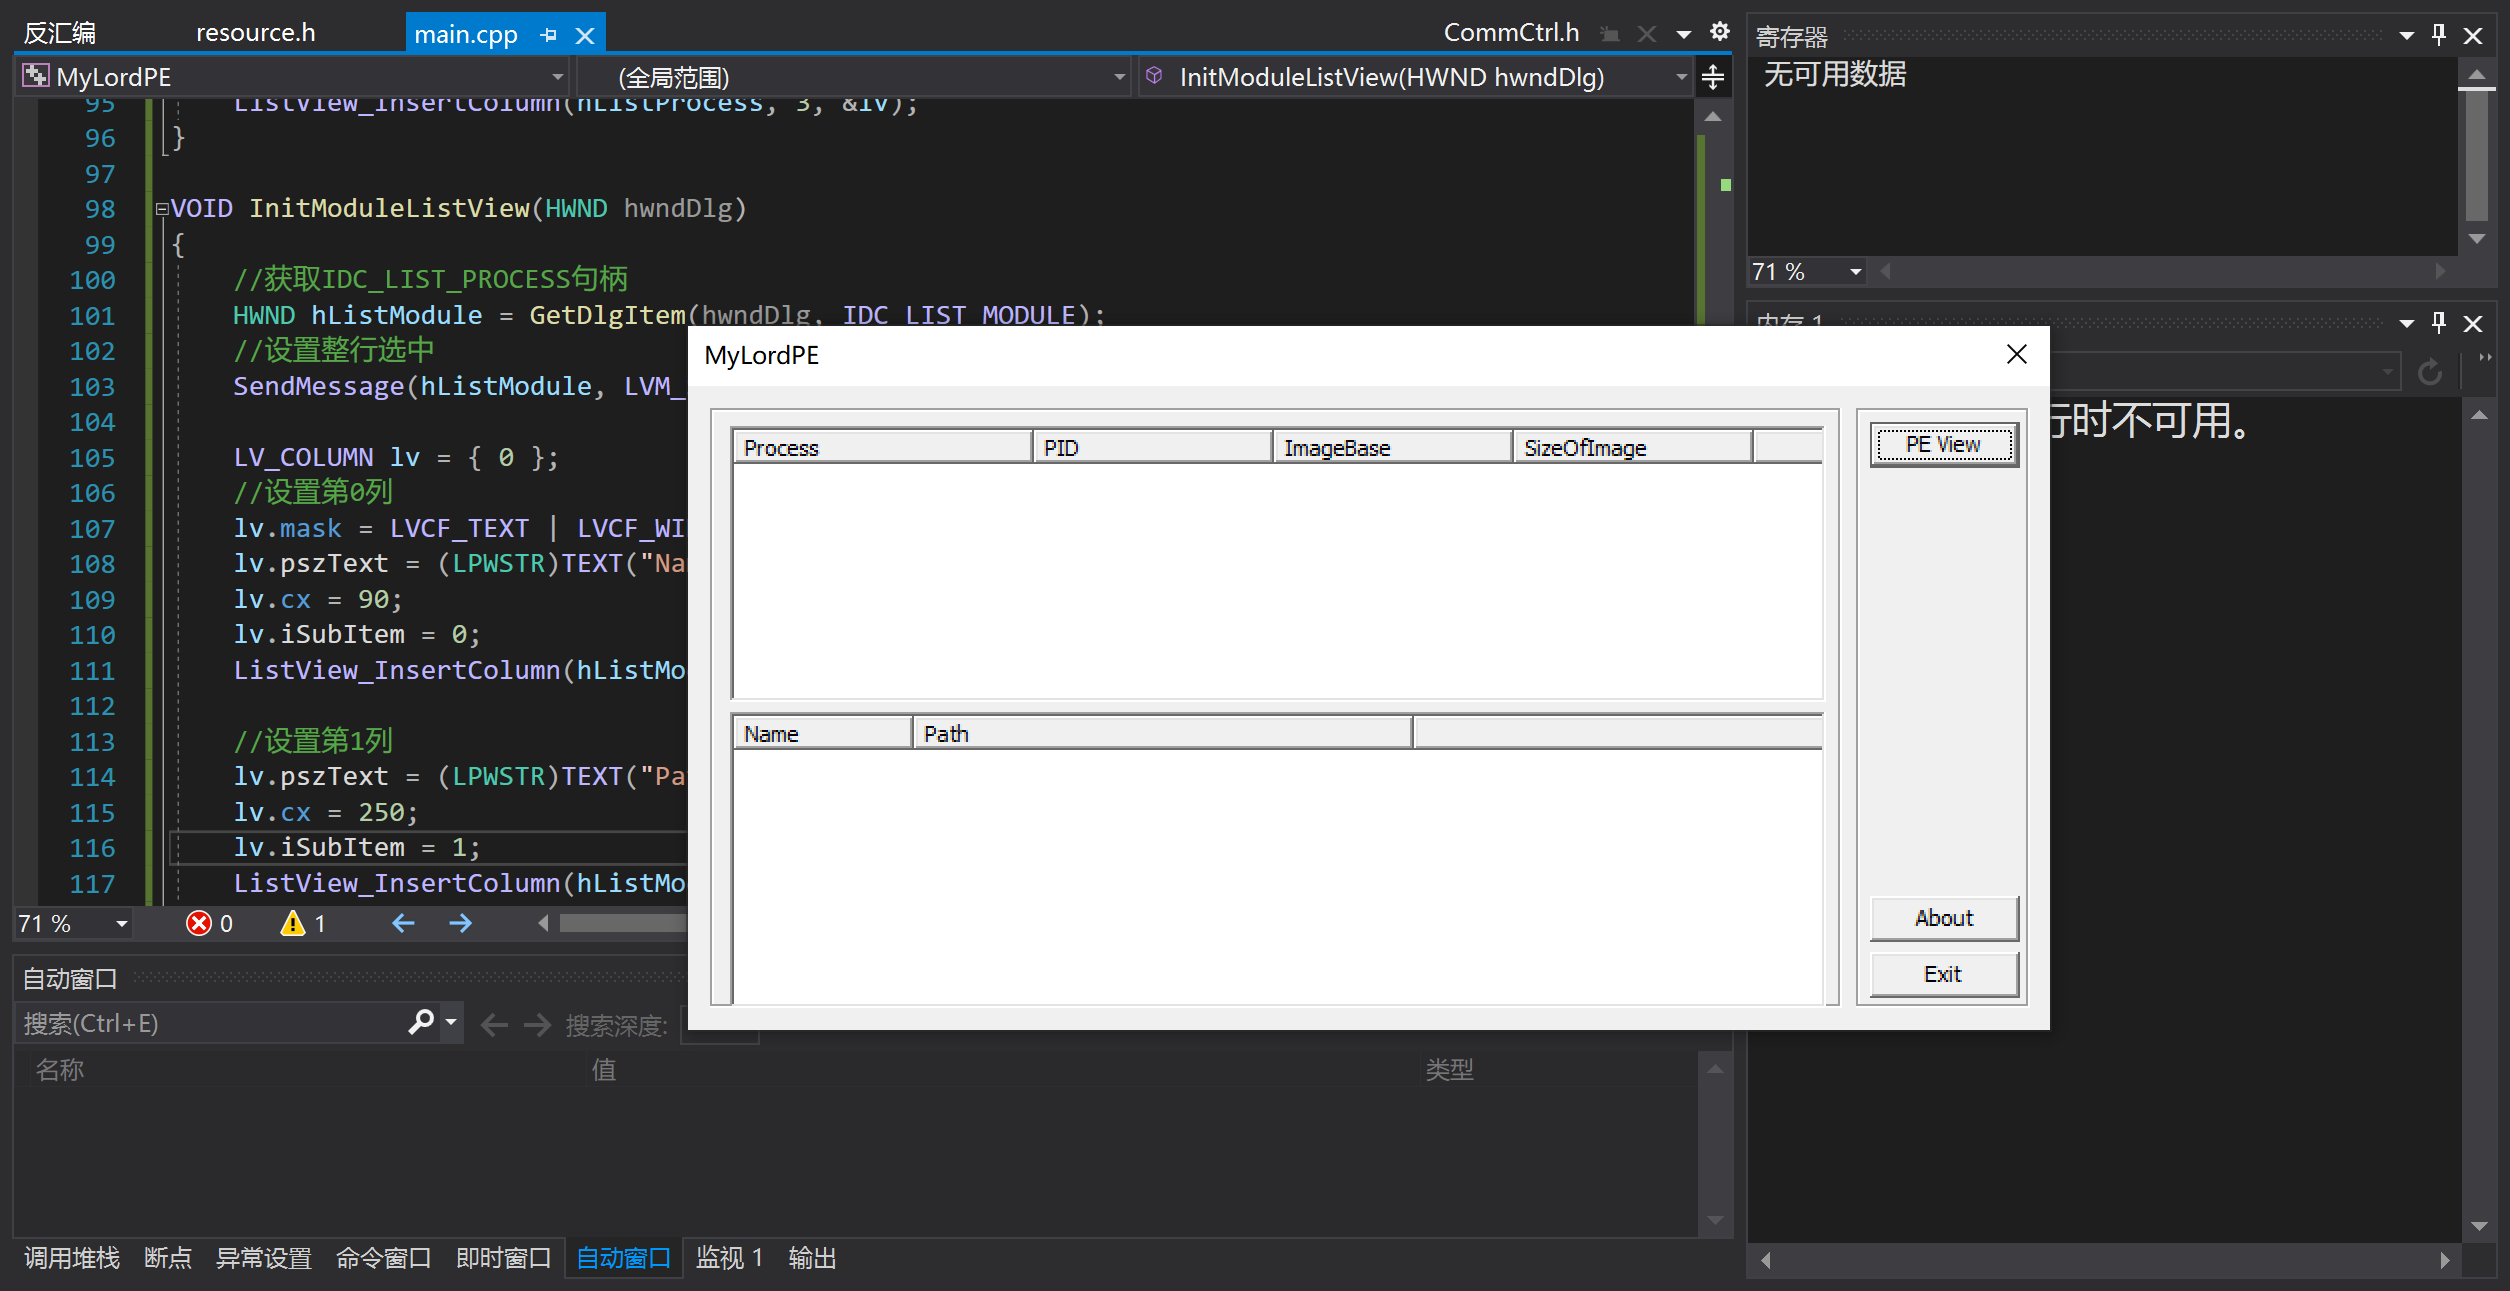 反汇编 resource.h main.cpp CommCtrl.h
MyLordPE (全局范围) InitModuleListView(HWND hwndDlg)
95 ListView_InsertColumn(hListProcess, 3, &lv);
96 }
97
98 VOID InitModuleListView(HWND hwndDlg)
99 {
100 //获取IDC_LIST_PROCESS句柄
101 HWND hListModule = GetDlgItem(hwndDlg, IDC_LIST_MODULE);
102 //设置整行选中
103 SendMessage(hListModule, LVM_
104
105 LV_COLUMN lv = { 0 };
106 //设置第0列
107 lv.mask = LVCF_TEXT | LVCF_WI
108 lv.pszText = (LPWSTR)TEXT("Na
109 lv.cx = 90;
110 lv.iSubItem = 0;
111 ListView_InsertColumn(hListMo
112
113 //设置第1列
114 lv.pszText = (LPWSTR)TEXT("Pa
115 lv.cx = 250;
116 lv.iSubItem = 1;
117 ListView_InsertColumn(hListMo
71 % 0 1
自动窗口
搜索(Ctrl+E) 搜索深度:
名称 值 类型
调用堆栈 断点 异常设置 命令窗口 即时窗口 自动窗口 监视 1 输出
寄存器
无可用数据
71 %
内存 1
行时不可用。
MyLordPE
Process PID ImageBase SizeOfImage
Name Path
PE View
About
Exit